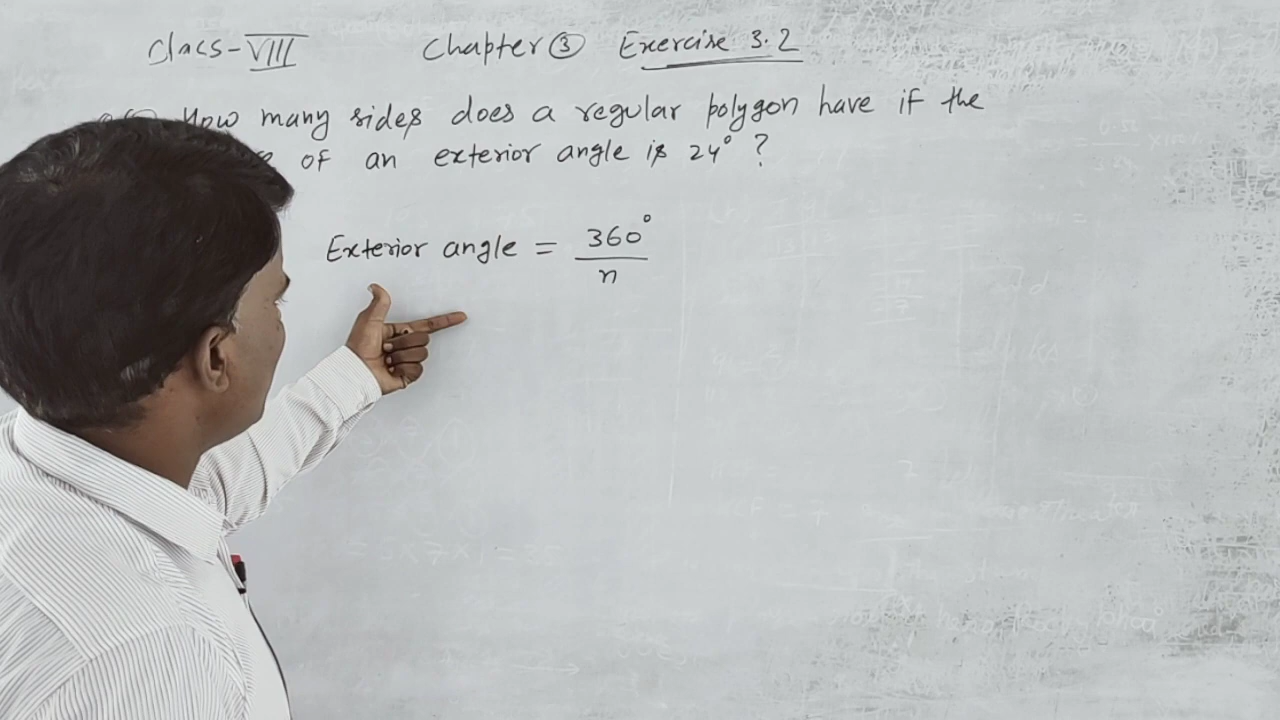 Class-VIII Chapter 3 Exercise 3.2
How many sides does a regular polygon have if the
of an exterior angle is 24° ?
Exterior angle = 360° / n